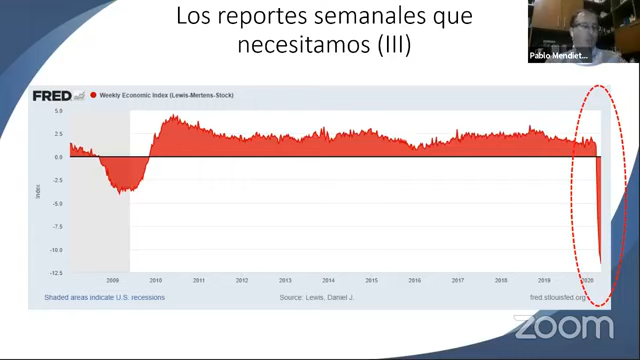 Los reportes semanales que
necesitamos (III)
Pablo Mendiet...
FRED
Weekly Economic Index (Lewis-Mertens-Stock)
5.0
2.5
0.0
-2.5
-5.0
-7.5
-10.0
-12.5
Index
2009 2010 2011 2012 2013 2014 2015 2016 2017 2018 2019 2020
Shaded areas indicate U.S. recessions
Source: Lewis, Daniel J.
fred.stlouisfed.org
zoom